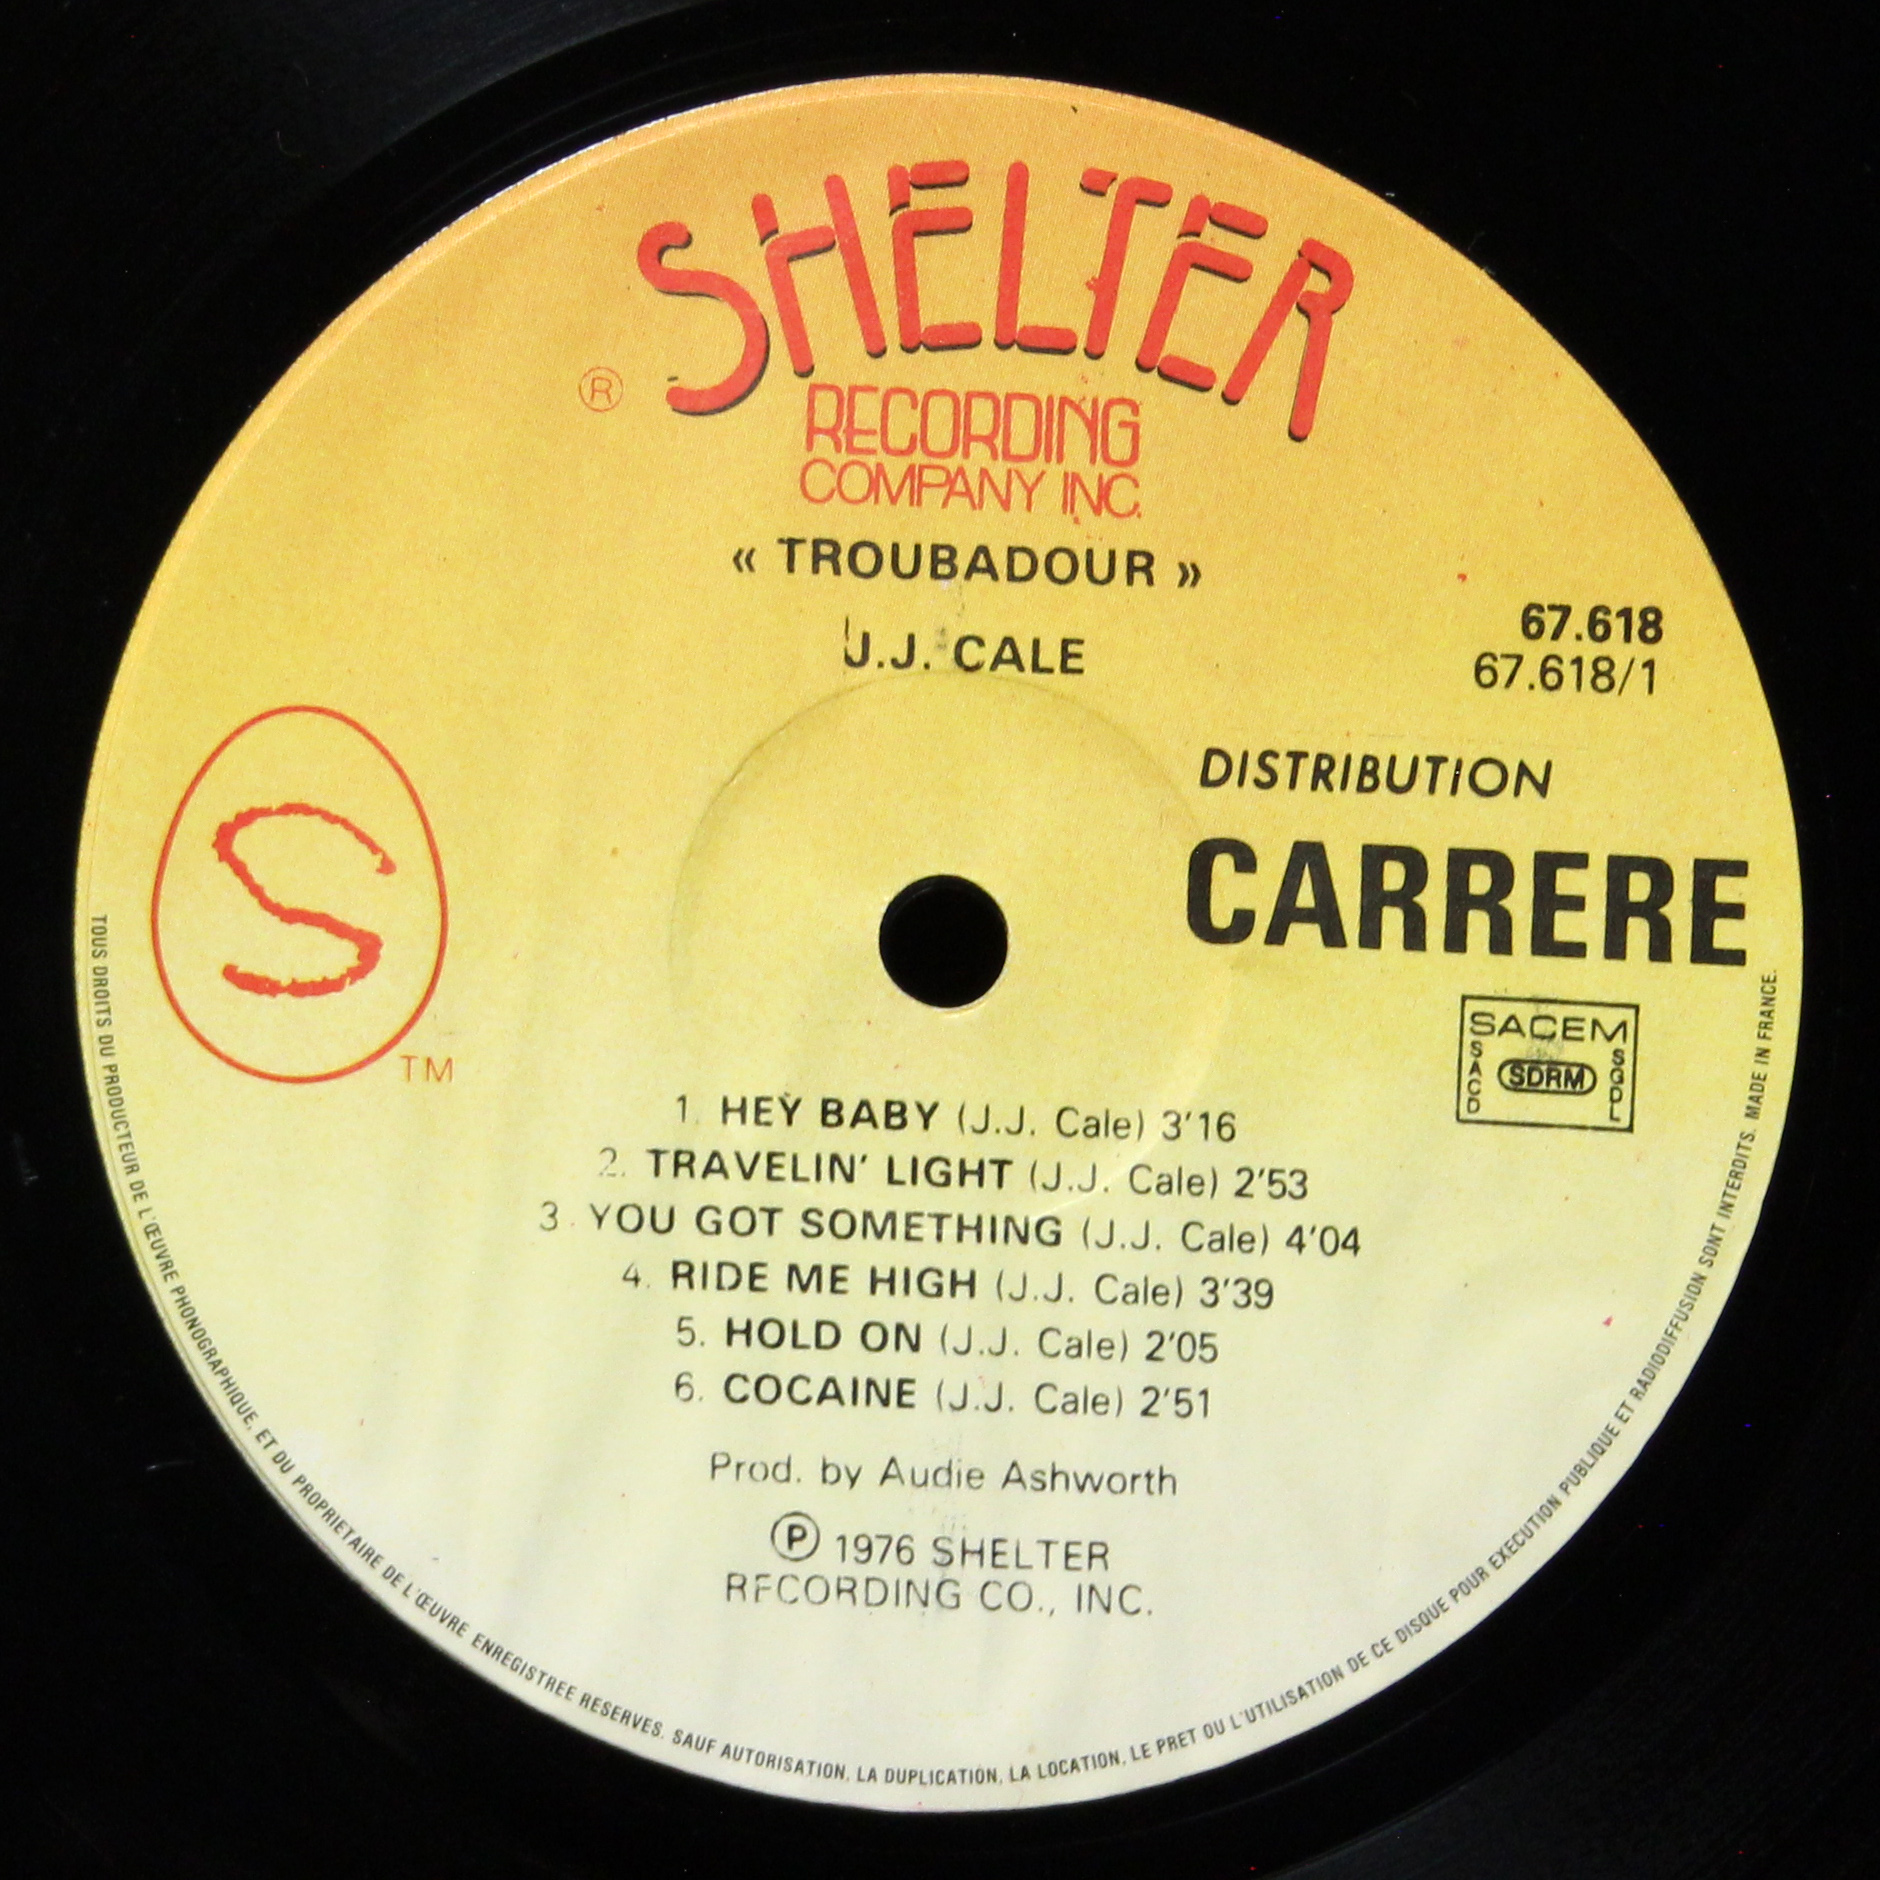 SHELTER
®
RECORDING
COMPANY INC.
« TROUBADOUR »
J.J. CALE
67.618
67.618/1
DISTRIBUTION
CARRERE
S
TM
SACEM
SACD
SDRM
SGDL
1. HEY BABY (J.J. Cale) 3'16
2. TRAVELIN' LIGHT (J.J. Cale) 2'53
3. YOU GOT SOMETHING (J.J. Cale) 4'04
4. RIDE ME HIGH (J.J. Cale) 3'39
5. HOLD ON (J.J. Cale) 2'05
6. COCAINE (J.J. Cale) 2'51
Prod. by Audie Ashworth
℗ 1976 SHELTER
RECORDING CO., INC.
TOUS DROITS DU PRODUCTEUR DE L'ŒUVRE PHONOGRAPHIQUE, ET DU PROPRIETAIRE DE L'ŒUVRE ENREGISTREE RESERVES. SAUF AUTORISATION, LA DUPLICATION, LA LOCATION, LE PRET OU L'UTILISATION DE CE DISQUE POUR EXECUTION PUBLIQUE ET RADIODIFFUSION SONT INTERDITS. MADE IN FRANCE.